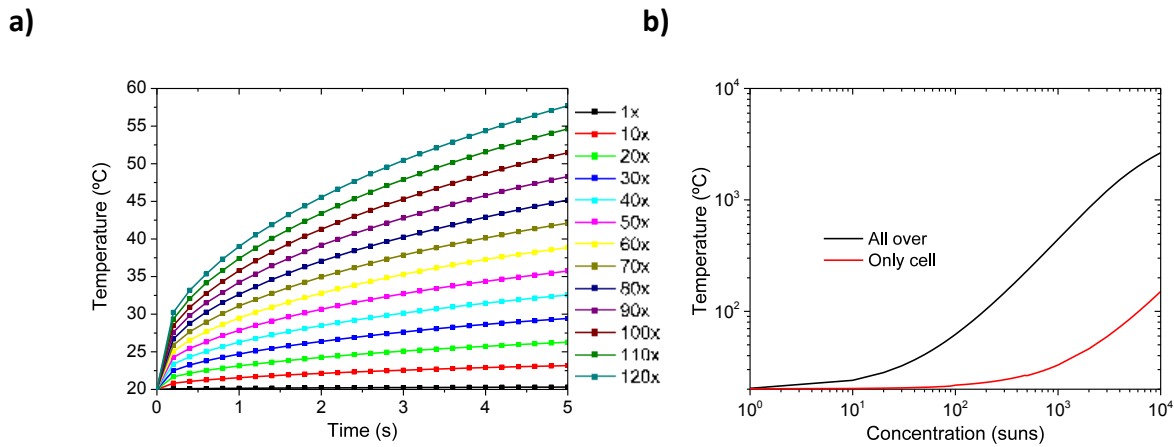 a)
b)
60
55
50
45
40
35
30
25
20
0
1
2
3
4
5
Temperature (ºC)
Time (s)
1x
10x
20x
30x
40x
50x
60x
70x
80x
90x
100x
110x
120x
10⁴
10³
10²
10⁰
10¹
10²
10³
10⁴
Temperature (ºC)
Concentration (suns)
All over
Only cell